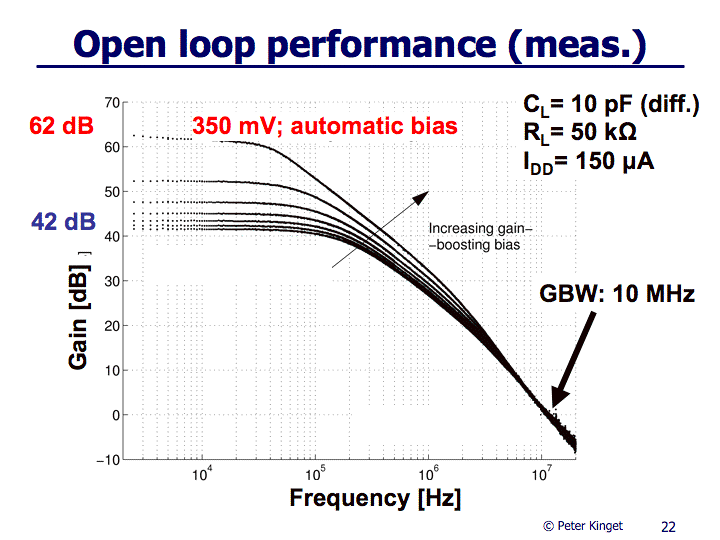 Open loop performance (meas.)
62 dB
42 dB
350 mV; automatic bias
C_L= 10 pF (diff.)
R_L= 50 kΩ
I_DD= 150 µA
Increasing gain–
–boosting bias
GBW: 10 MHz
Gain [dB]
70
60
50
40
30
20
10
0
−10
10^4
10^5
10^6
10^7
Frequency [Hz]
© Peter Kinget
22